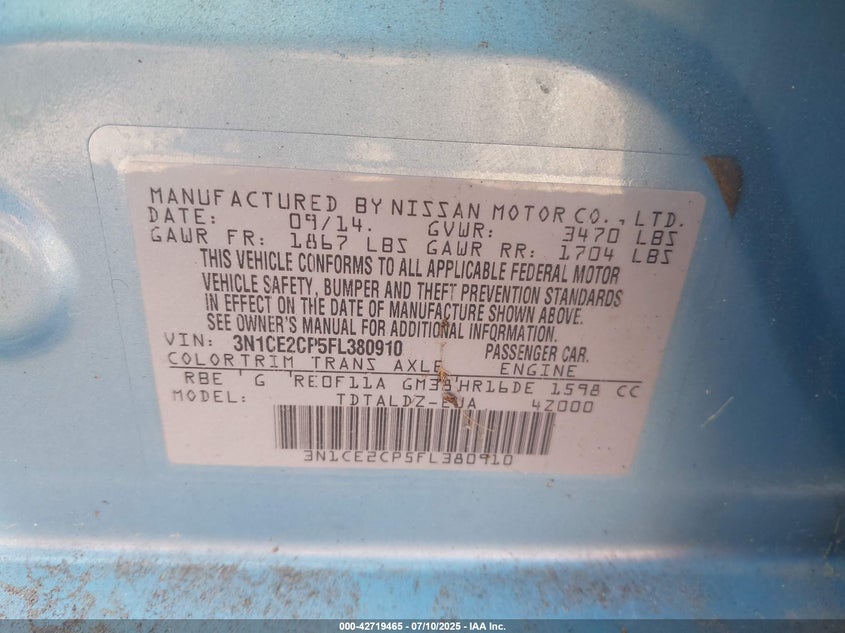 MANUFACTURED BY NISSAN MOTOR CO., LTD.
DATE: 09/14. GVWR: 3470 LBS
GAWR FR: 1867 LBS GAWR RR: 1704 LBS
THIS VEHICLE CONFORMS TO ALL APPLICABLE FEDERAL MOTOR
VEHICLE SAFETY, BUMPER AND THEFT PREVENTION STANDARDS
IN EFFECT ON THE DATE OF MANUFACTURE SHOWN ABOVE.
SEE OWNER'S MANUAL FOR ADDITIONAL INFORMATION.
VIN: 3N1CE2CP5FL380910 PASSENGER CAR.
COLORTRIM TRANS AXLE ENGINE
RBE ' G 'RE0F11A GM38'HR16DE 1598 CC
MODEL: TDTALDZ-EUA 4Z000
3N1CE2CP5FL380910
000-42719465 - 07/10/2025 - IAA Inc.